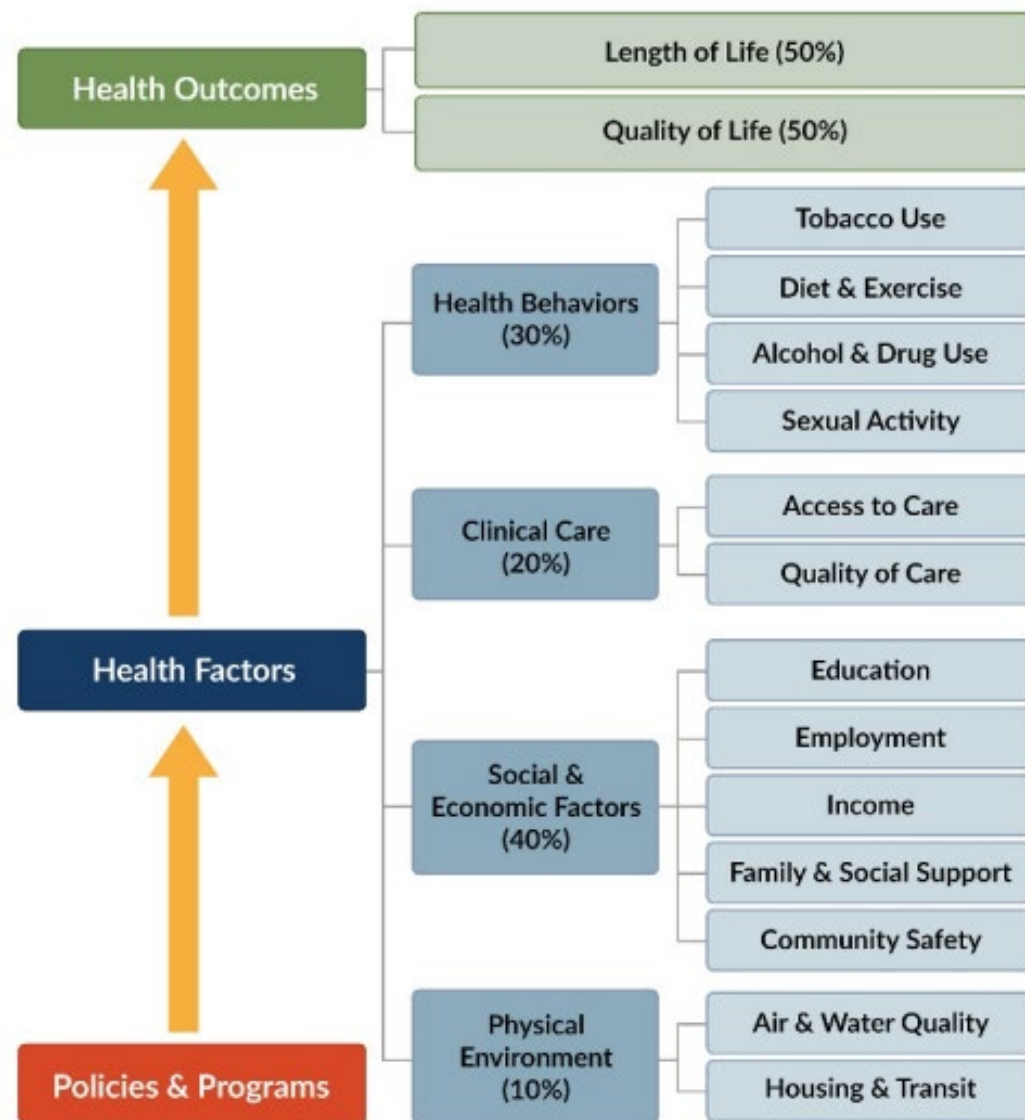 Health Outcomes
Length of Life (50%)
Quality of Life (50%)
Health Factors
Health Behaviors
(30%)
Tobacco Use
Diet & Exercise
Alcohol & Drug Use
Sexual Activity
Clinical Care
(20%)
Access to Care
Quality of Care
Social &
Economic Factors
(40%)
Education
Employment
Income
Family & Social Support
Community Safety
Physical
Environment
(10%)
Air & Water Quality
Housing & Transit
Policies & Programs